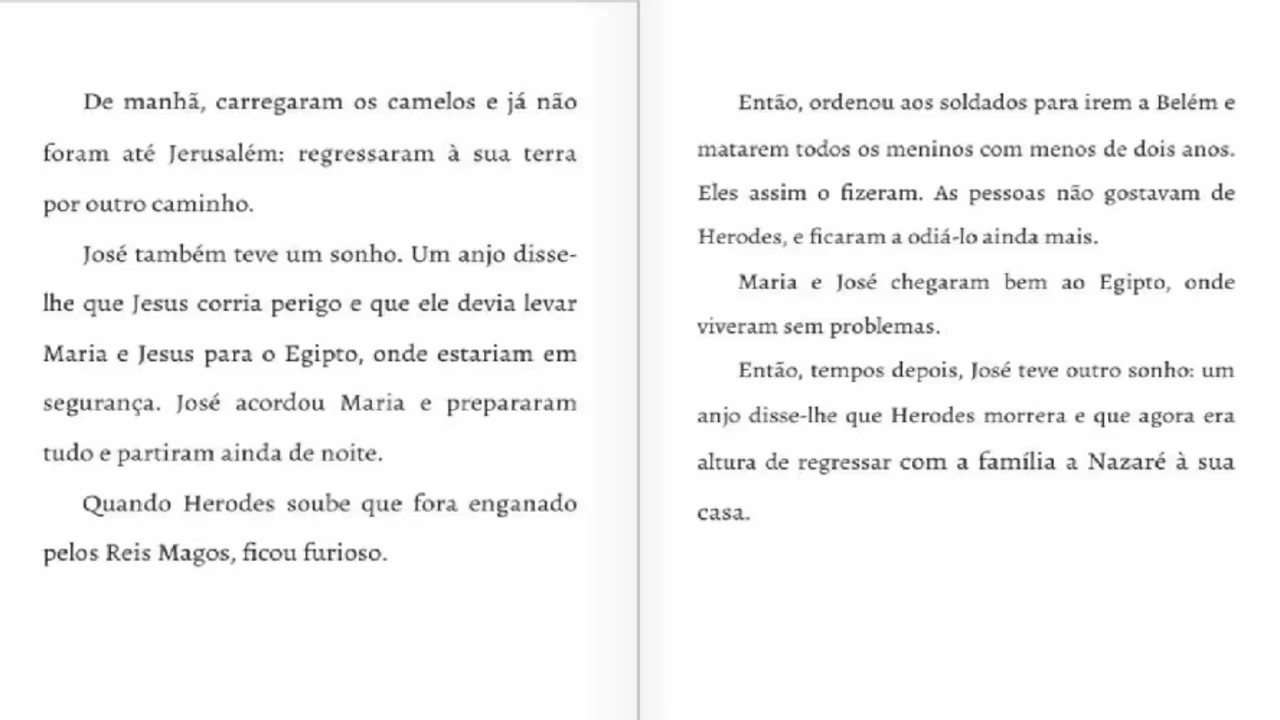 De manhã, carregaram os camelos e já não
foram até Jerusalém: regressaram à sua terra
por outro caminho.
José também teve um sonho. Um anjo disse-
lhe que Jesus corria perigo e que ele devia levar
Maria e Jesus para o Egipto, onde estariam em
segurança. José acordou Maria e prepararam
tudo e partiram ainda de noite.
Quando Herodes soube que fora enganado
pelos Reis Magos, ficou furioso.
Então, ordenou aos soldados para irem a Belém e
matarem todos os meninos com menos de dois anos.
Eles assim o fizeram. As pessoas não gostavam de
Herodes, e ficaram a odiá-lo ainda mais.
Maria e José chegaram bem ao Egipto, onde
viveram sem problemas.
Então, tempos depois, José teve outro sonho: um
anjo disse-lhe que Herodes morrera e que agora era
altura de regressar com a família a Nazaré à sua
casa.